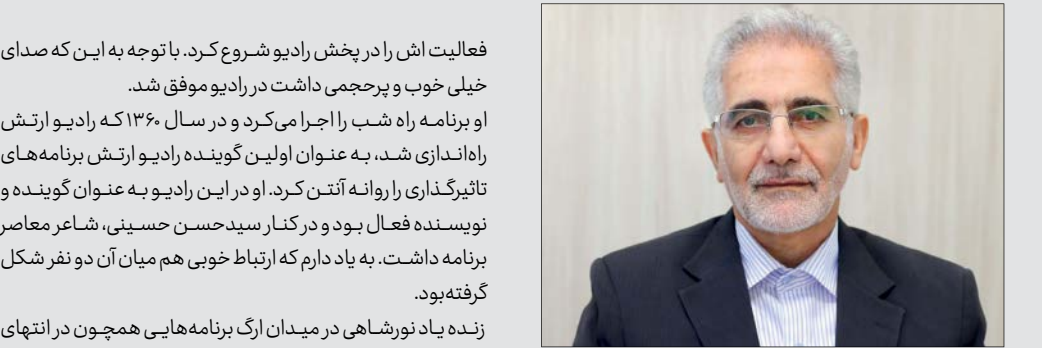 فعالیت اش را در پخش رادیو شروع کرد. با توجه به این که صدای
خیلی خوب و پرحجمی داشت در رادیو موفق شد.
او برنامه راه شب را اجرا می‌کرد و در سال ۱۳۶۰ که رادیو ارتش
راه‌اندازی شد، به عنوان اولین گوینده رادیو ارتش برنامه‌های
تاثیرگذاری را روانه آنتن کرد. او در این رادیو به عنوان گوینده و
نویسنده فعال بود و در کنار سیدحسن حسینی، شاعر معاصر
برنامه داشت. به یاد دارم که ارتباط خوبی هم میان آن دو نفر شکل
گرفته‌بود.
زنده یاد نورشاهی در میدان ارگ برنامه‌هایی همچون در انتهای